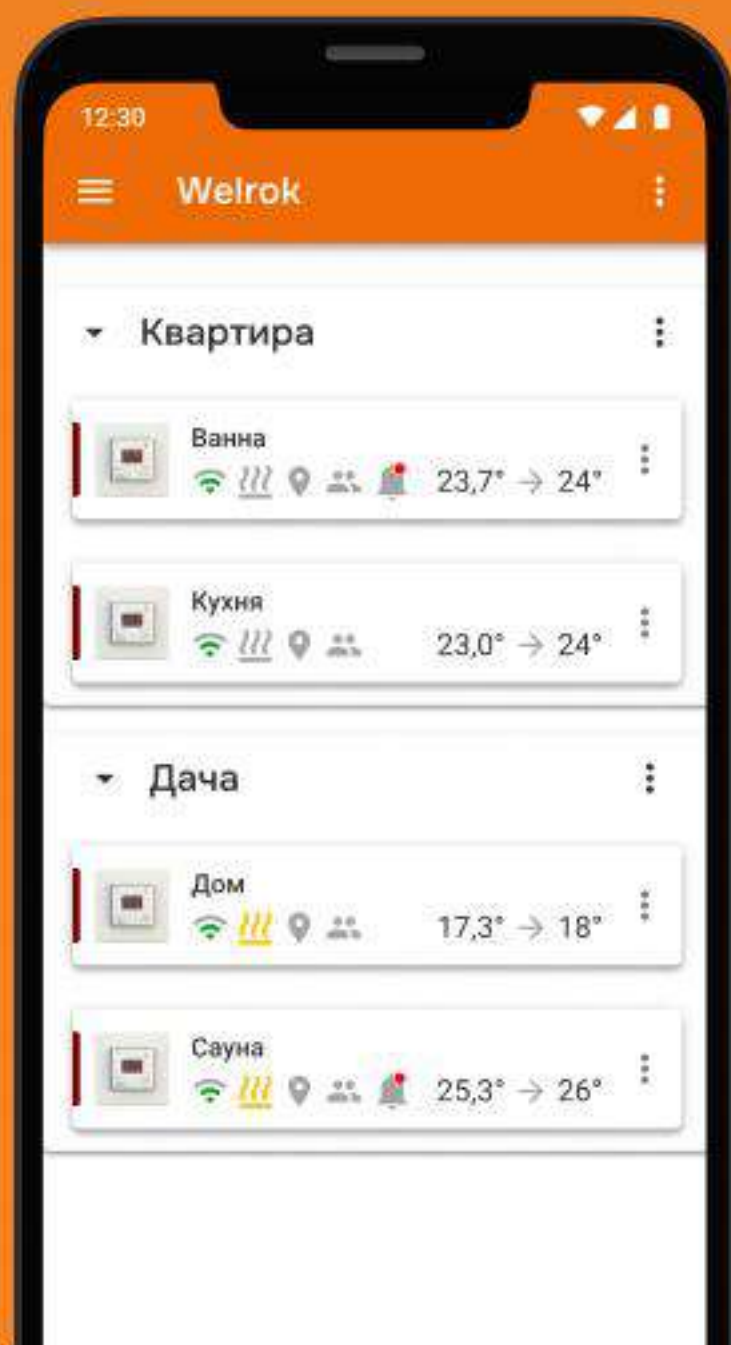 12:30
Welrok
Квартира
Ванна
23,7° → 24°
Кухня
23,0° → 24°
Дача
Дом
17,3° → 18°
Сауна
25,3° → 26°